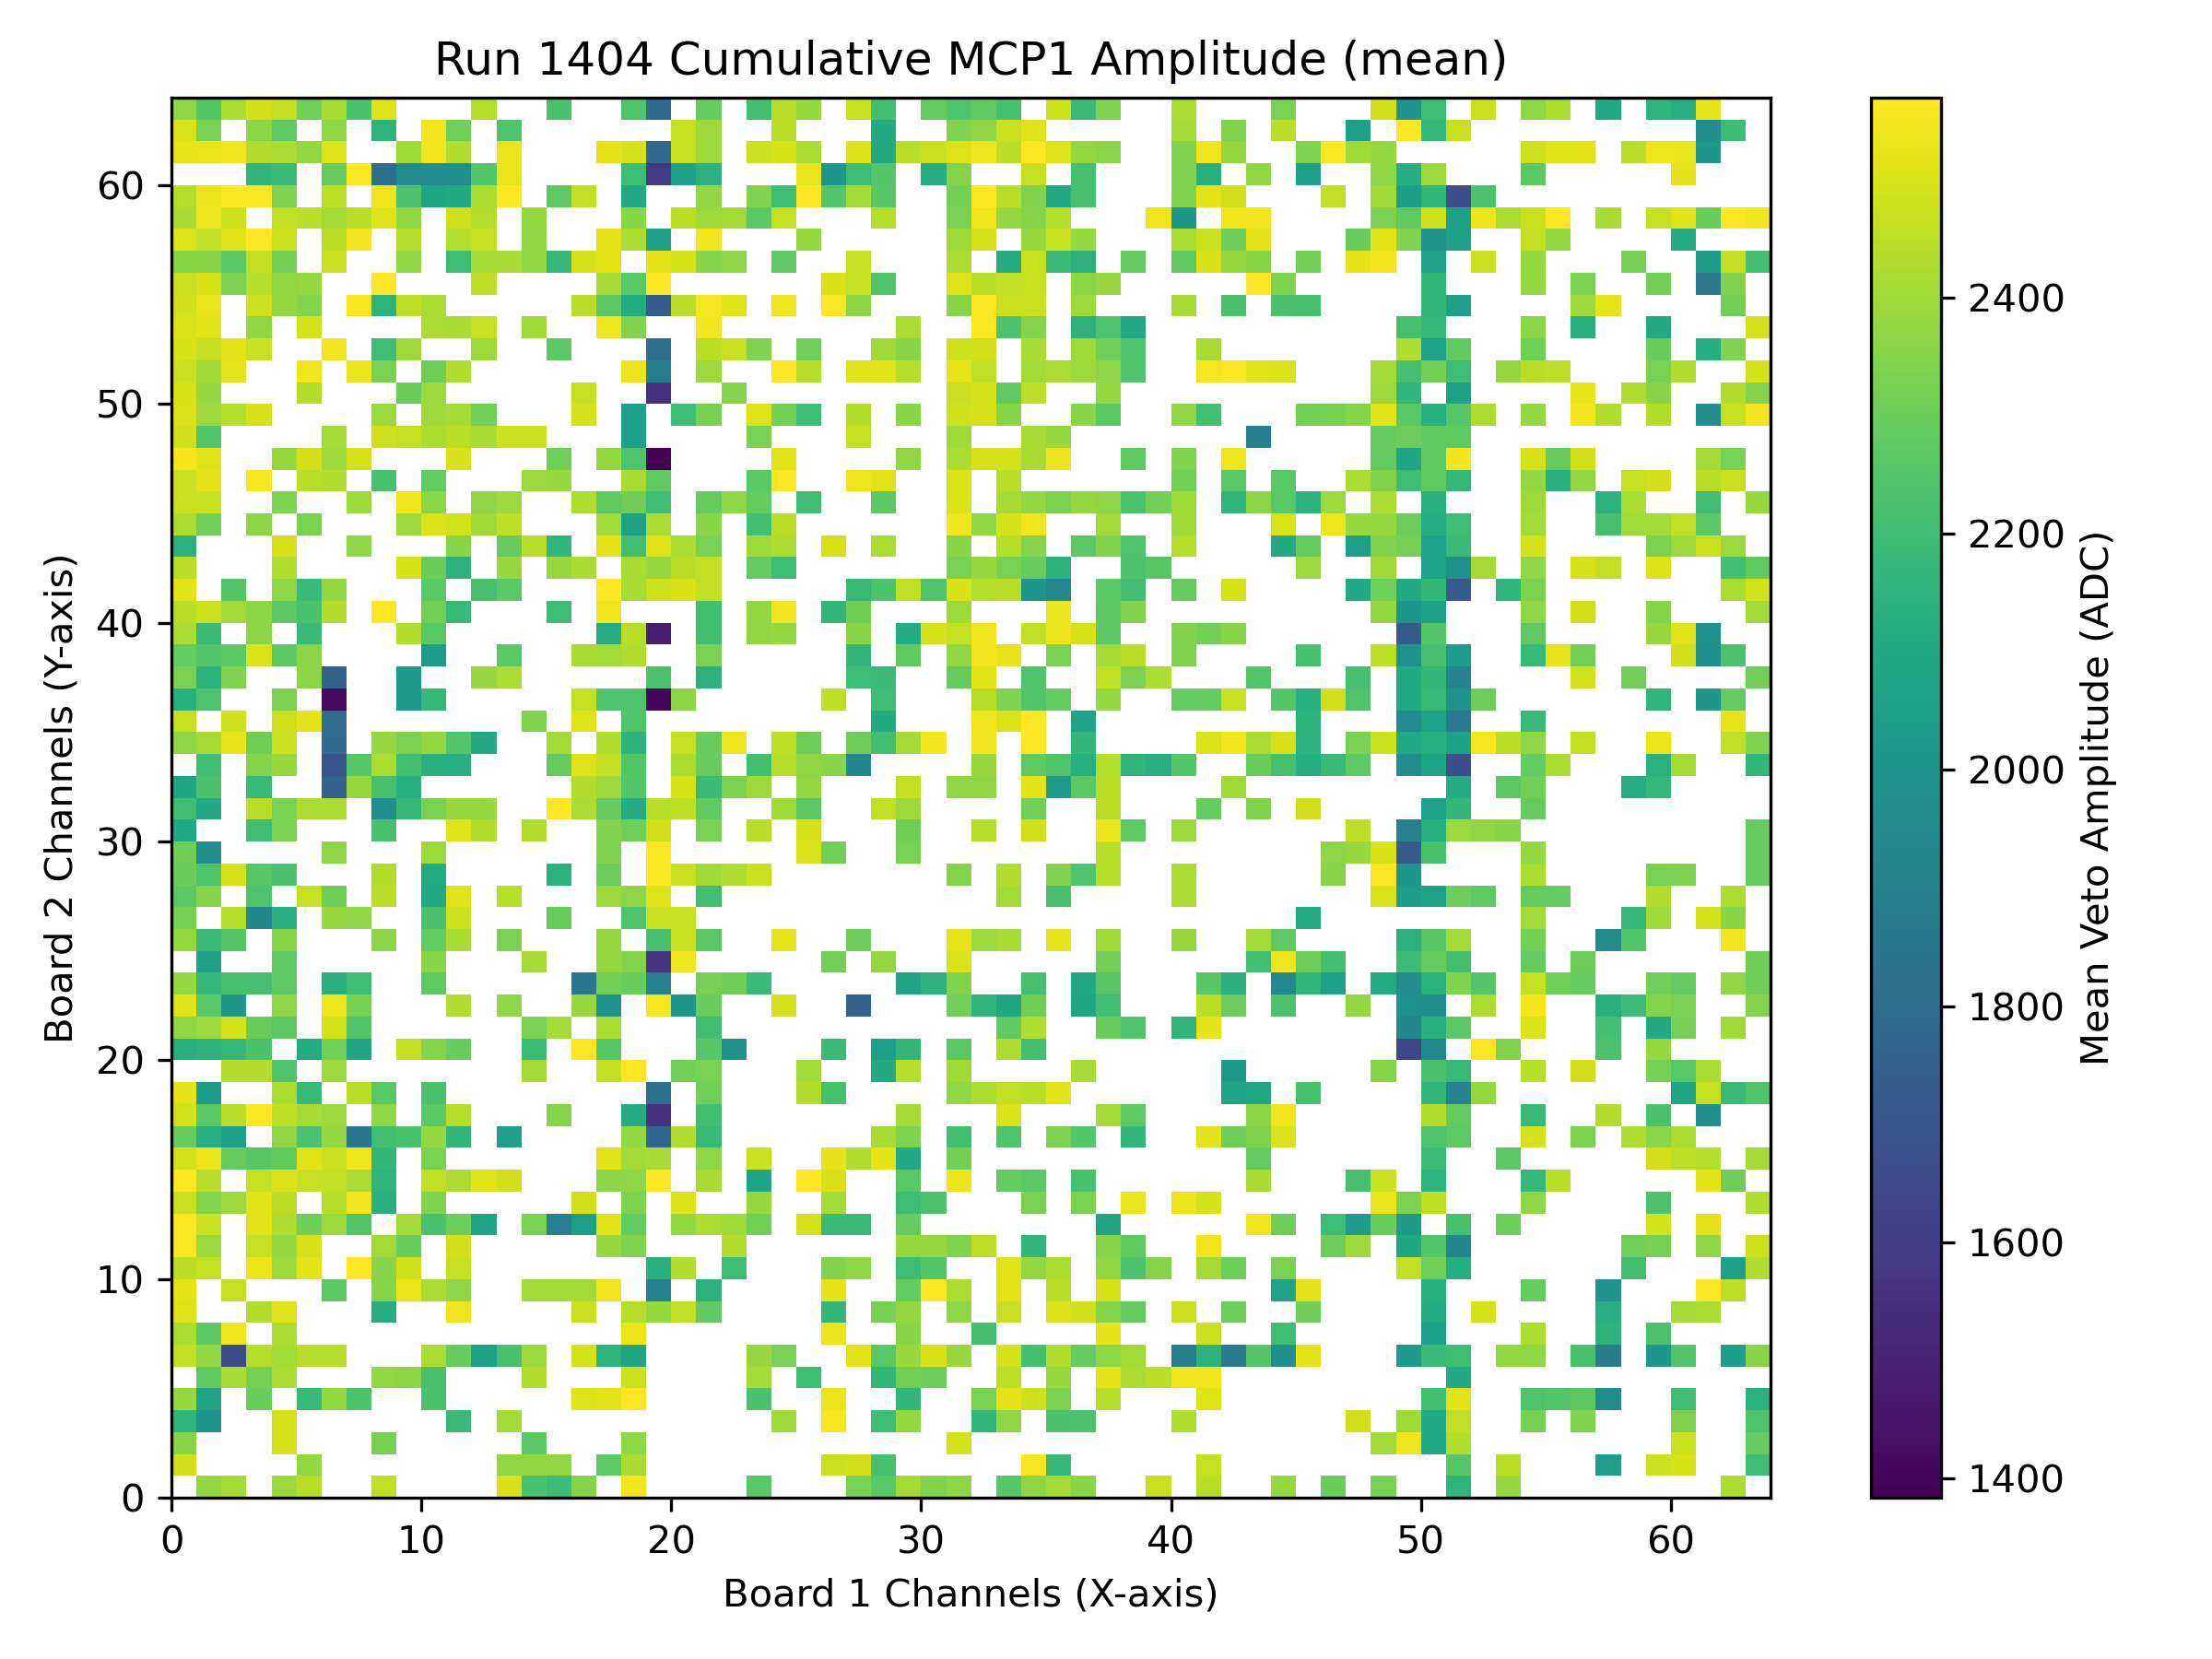 Run 1404 Cumulative MCP1 Amplitude (mean)
Board 2 Channels (Y-axis)
60
50
40
30
20
10
0
0 10 20 30 40 50 60
Board 1 Channels (X-axis)
2400
2200
2000
1800
1600
1400
Mean Veto Amplitude (ADC)